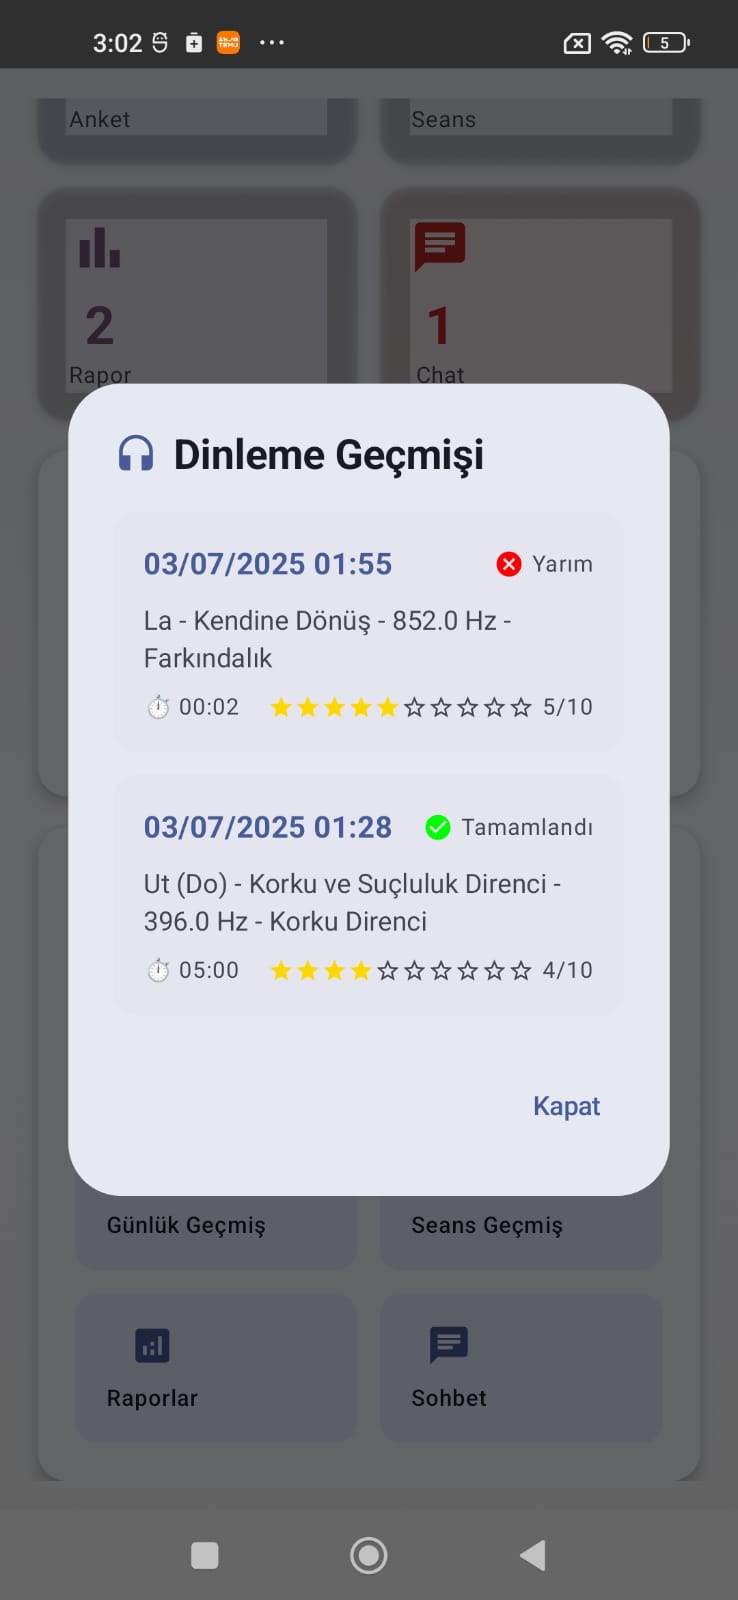 3:02
5
Anket
Seans
2
1
Rapor
Chat
Dinleme Geçmişi
03/07/2025 01:55
Yarım
La - Kendine Dönüş - 852.0 Hz -
Farkındalık
00:02
5/10
03/07/2025 01:28
Tamamlandı
Ut (Do) - Korku ve Suçluluk Direnci -
396.0 Hz - Korku Direnci
05:00
4/10
Kapat
Günlük Geçmiş
Seans Geçmiş
Raporlar
Sohbet